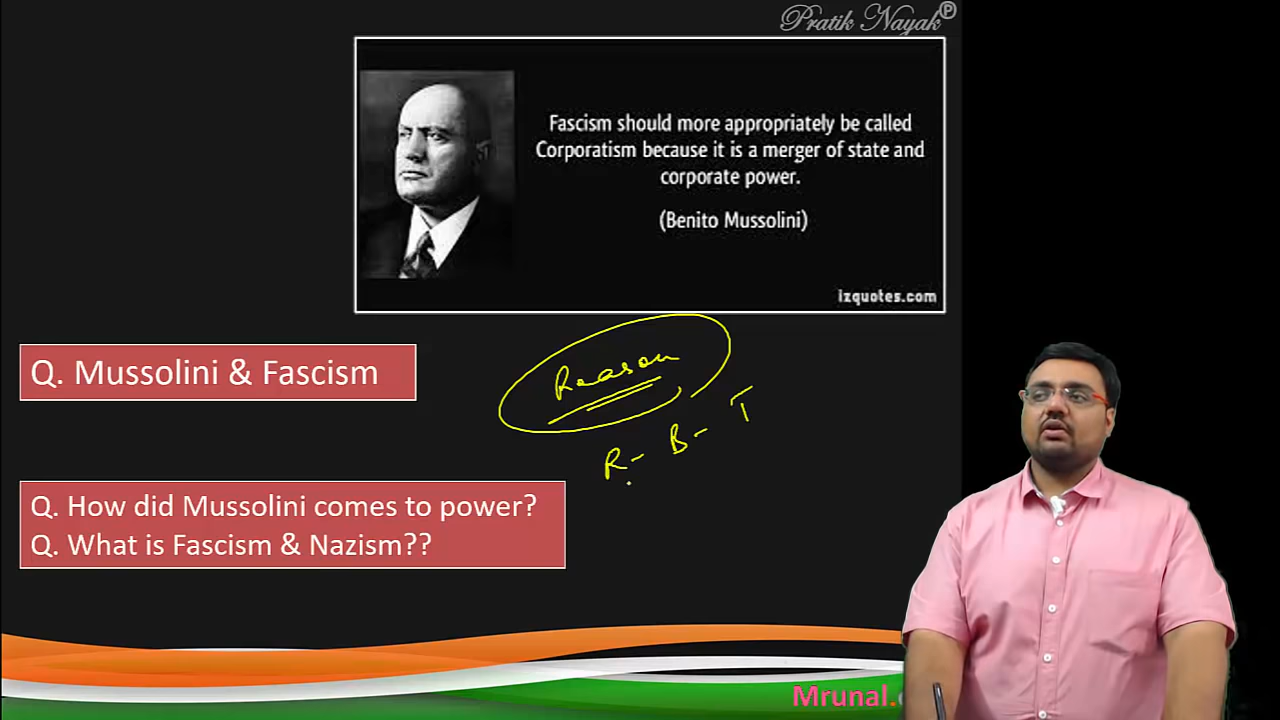 Pratik Nayak ℗
Fascism should more appropriately be called
Corporatism because it is a merger of state and
corporate power.
(Benito Mussolini)
izquotes.com
Q. Mussolini & Fascism
Reason
R- B- T
Q. How did Mussolini comes to power?
Q. What is Fascism & Nazism??
Mrunal.